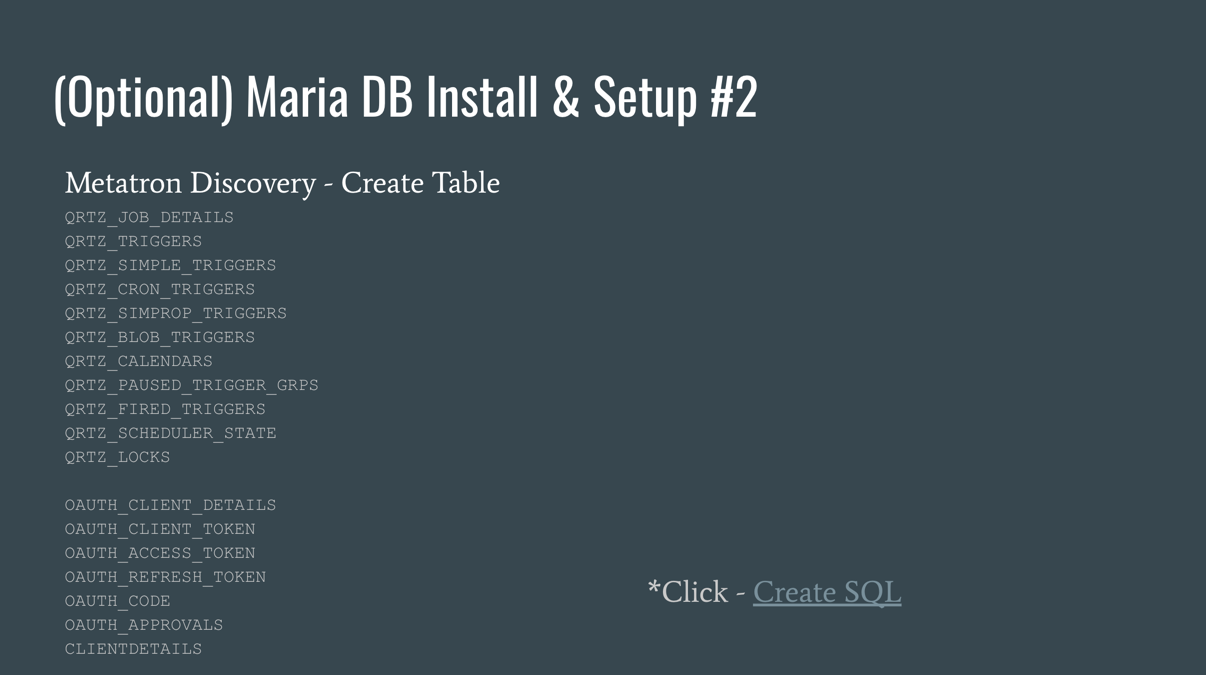 (Optional) Maria DB Install & Setup #2
Metatron Discovery - Create Table
QRTZ_JOB_DETAILS
QRTZ_TRIGGERS
QRTZ_SIMPLE_TRIGGERS
QRTZ_CRON_TRIGGERS
QRTZ_SIMPROP_TRIGGERS
QRTZ_BLOB_TRIGGERS
QRTZ_CALENDARS
QRTZ_PAUSED_TRIGGER_GRPS
QRTZ_FIRED_TRIGGERS
QRTZ_SCHEDULER_STATE
QRTZ_LOCKS
OAUTH_CLIENT_DETAILS
OAUTH_CLIENT_TOKEN
OAUTH_ACCESS_TOKEN
OAUTH_REFRESH_TOKEN
OAUTH_CODE
OAUTH_APPROVALS
CLIENTDETAILS
*Click - Create SQL